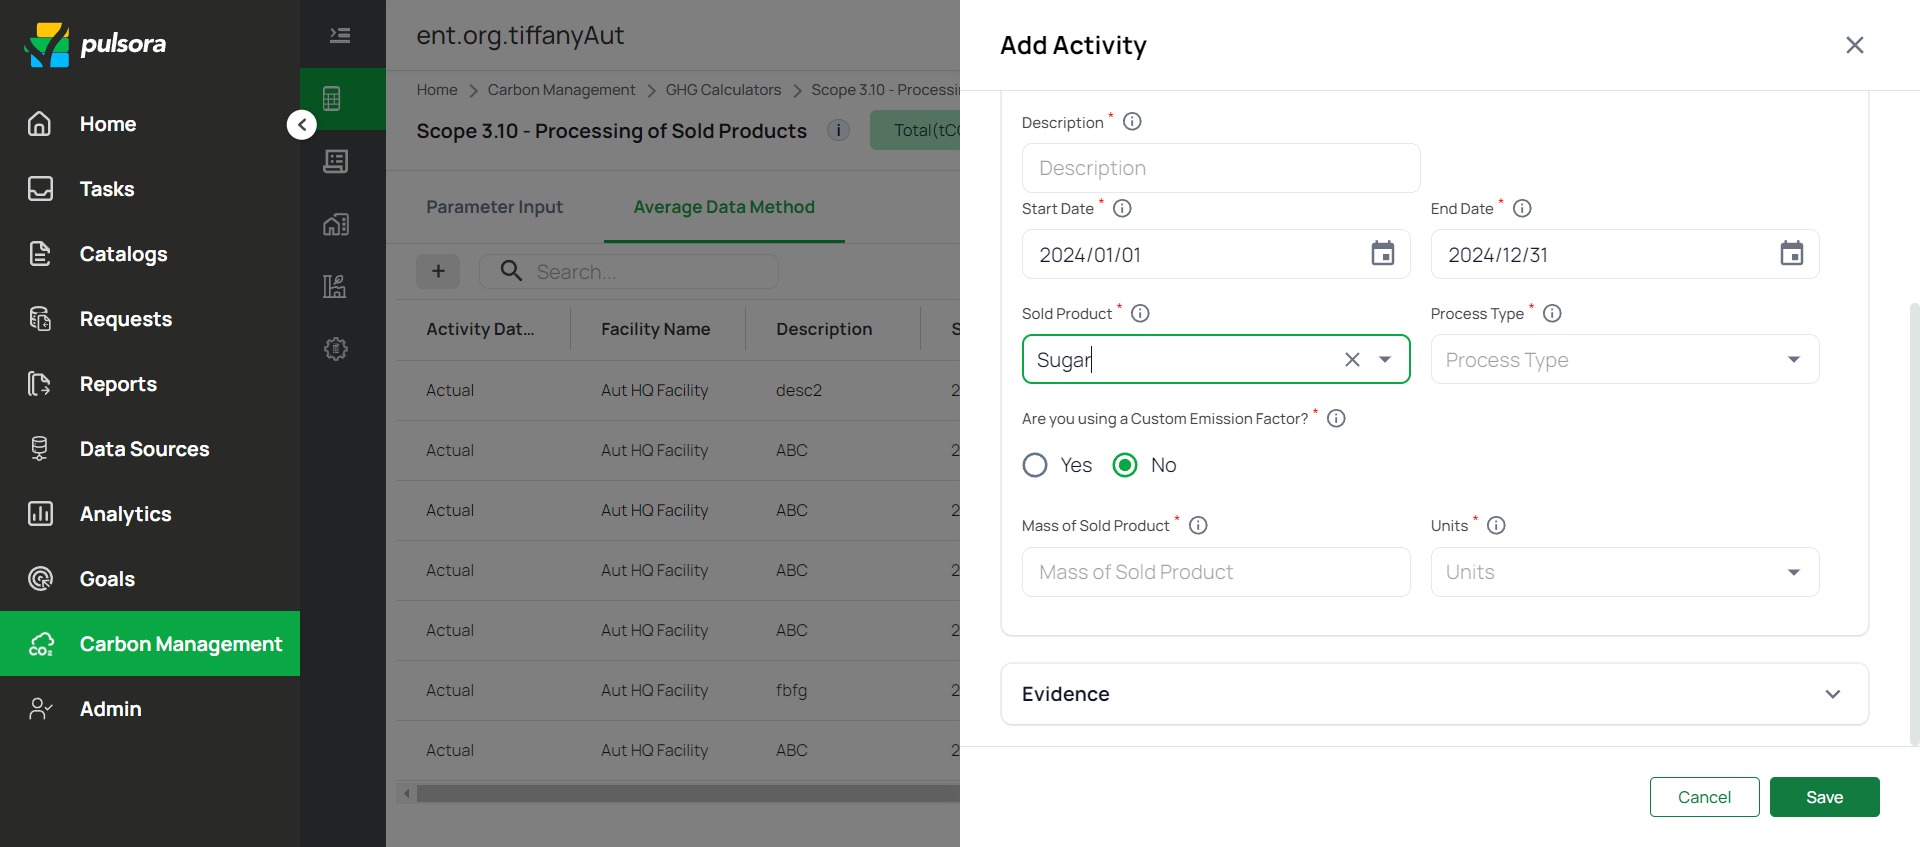 pulsora
Home
Tasks
Catalogs
Requests
Reports
Data Sources
Analytics
Goals
Carbon Management
Admin
ent.org.tiffanyAut
Home > Carbon Management > GHG Calculators > Scope 3.10 - Processi
Scope 3.10 - Processing of Sold Products i Total(tCO
Parameter Input Average Data Method
+ Search...
Activity Dat... Facility Name Description S
Actual Aut HQ Facility desc2 2
Actual Aut HQ Facility ABC 2
Actual Aut HQ Facility ABC 2
Actual Aut HQ Facility ABC 2
Actual Aut HQ Facility ABC 2
Actual Aut HQ Facility fbfg 2
Actual Aut HQ Facility ABC 2
Add Activity
Description *
Description
Start Date * End Date *
2024/01/01 2024/12/31
Sold Product * Process Type *
Sugar Process Type
Are you using a Custom Emission Factor? *
Yes No
Mass of Sold Product * Units *
Mass of Sold Product Units
Evidence
Cancel Save